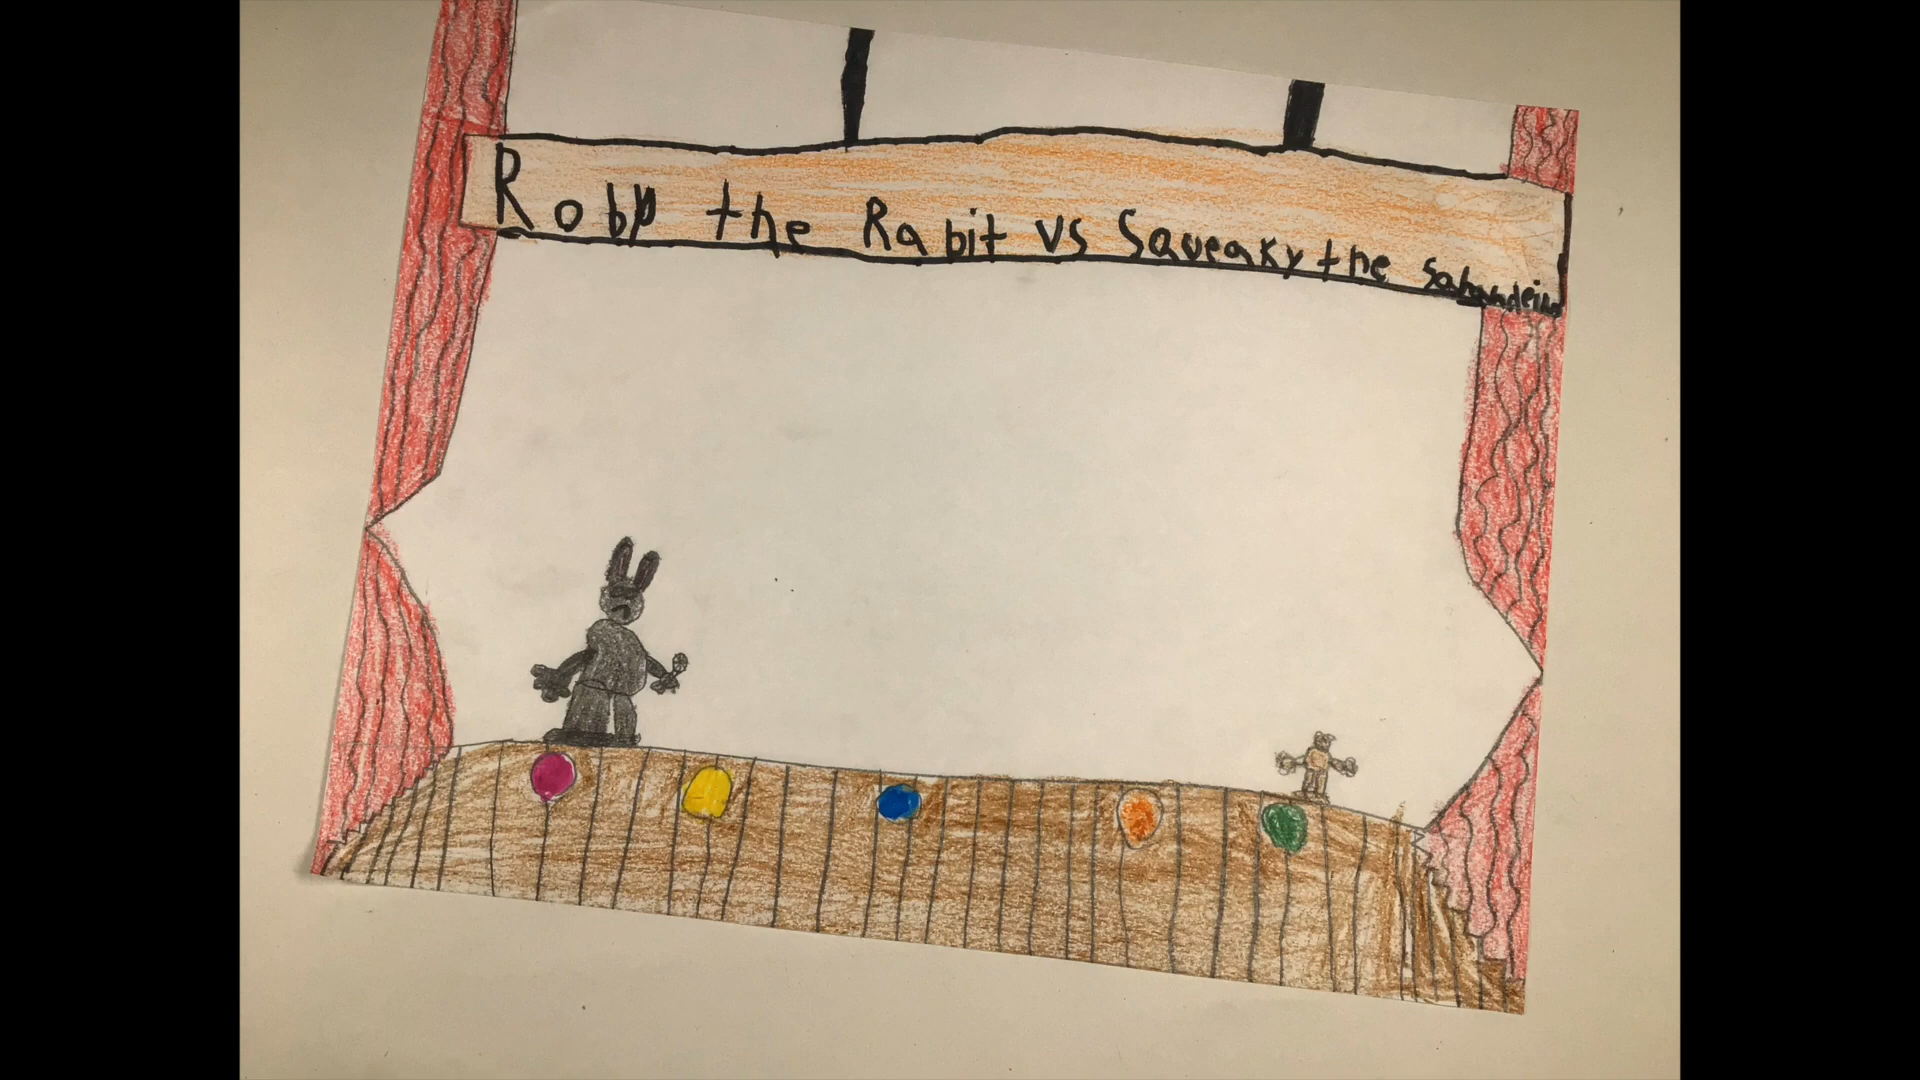 the Rabit vs Squeaky the